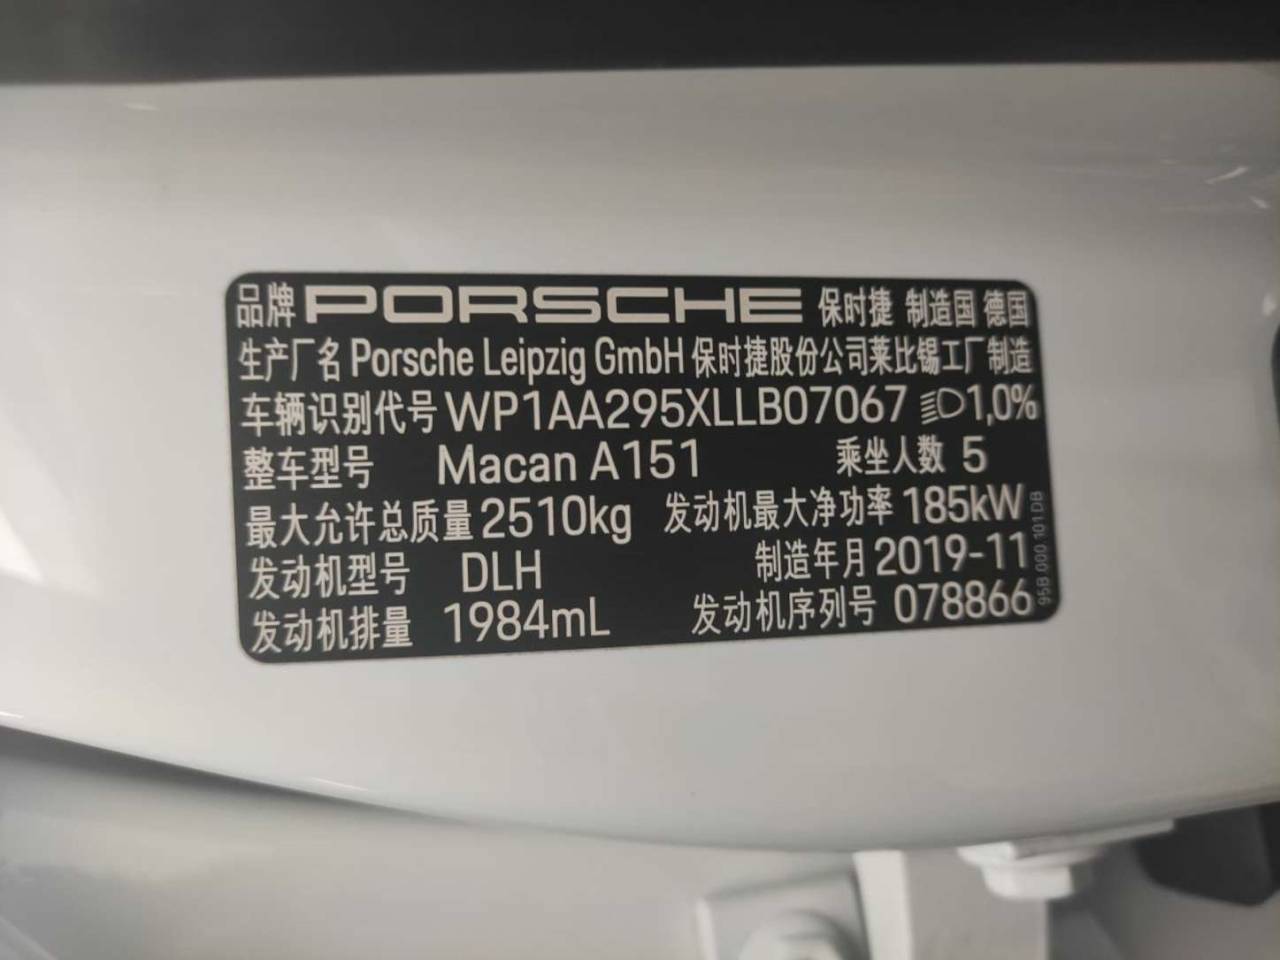 品牌 PORSCHE 保时捷 制造国 德国
生产厂名 Porsche Leipzig GmbH 保时捷股份公司莱比锡工厂制造
车辆识别代号 WP1AA295XLLB07067 1,0%
整车型号 Macan A151 乘坐人数 5
最大允许总质量 2510kg 发动机最大净功率 185kW
发动机型号 DLH 制造年月 2019-11
发动机排量 1984mL 发动机序列号 078866
95B 000 101 DB